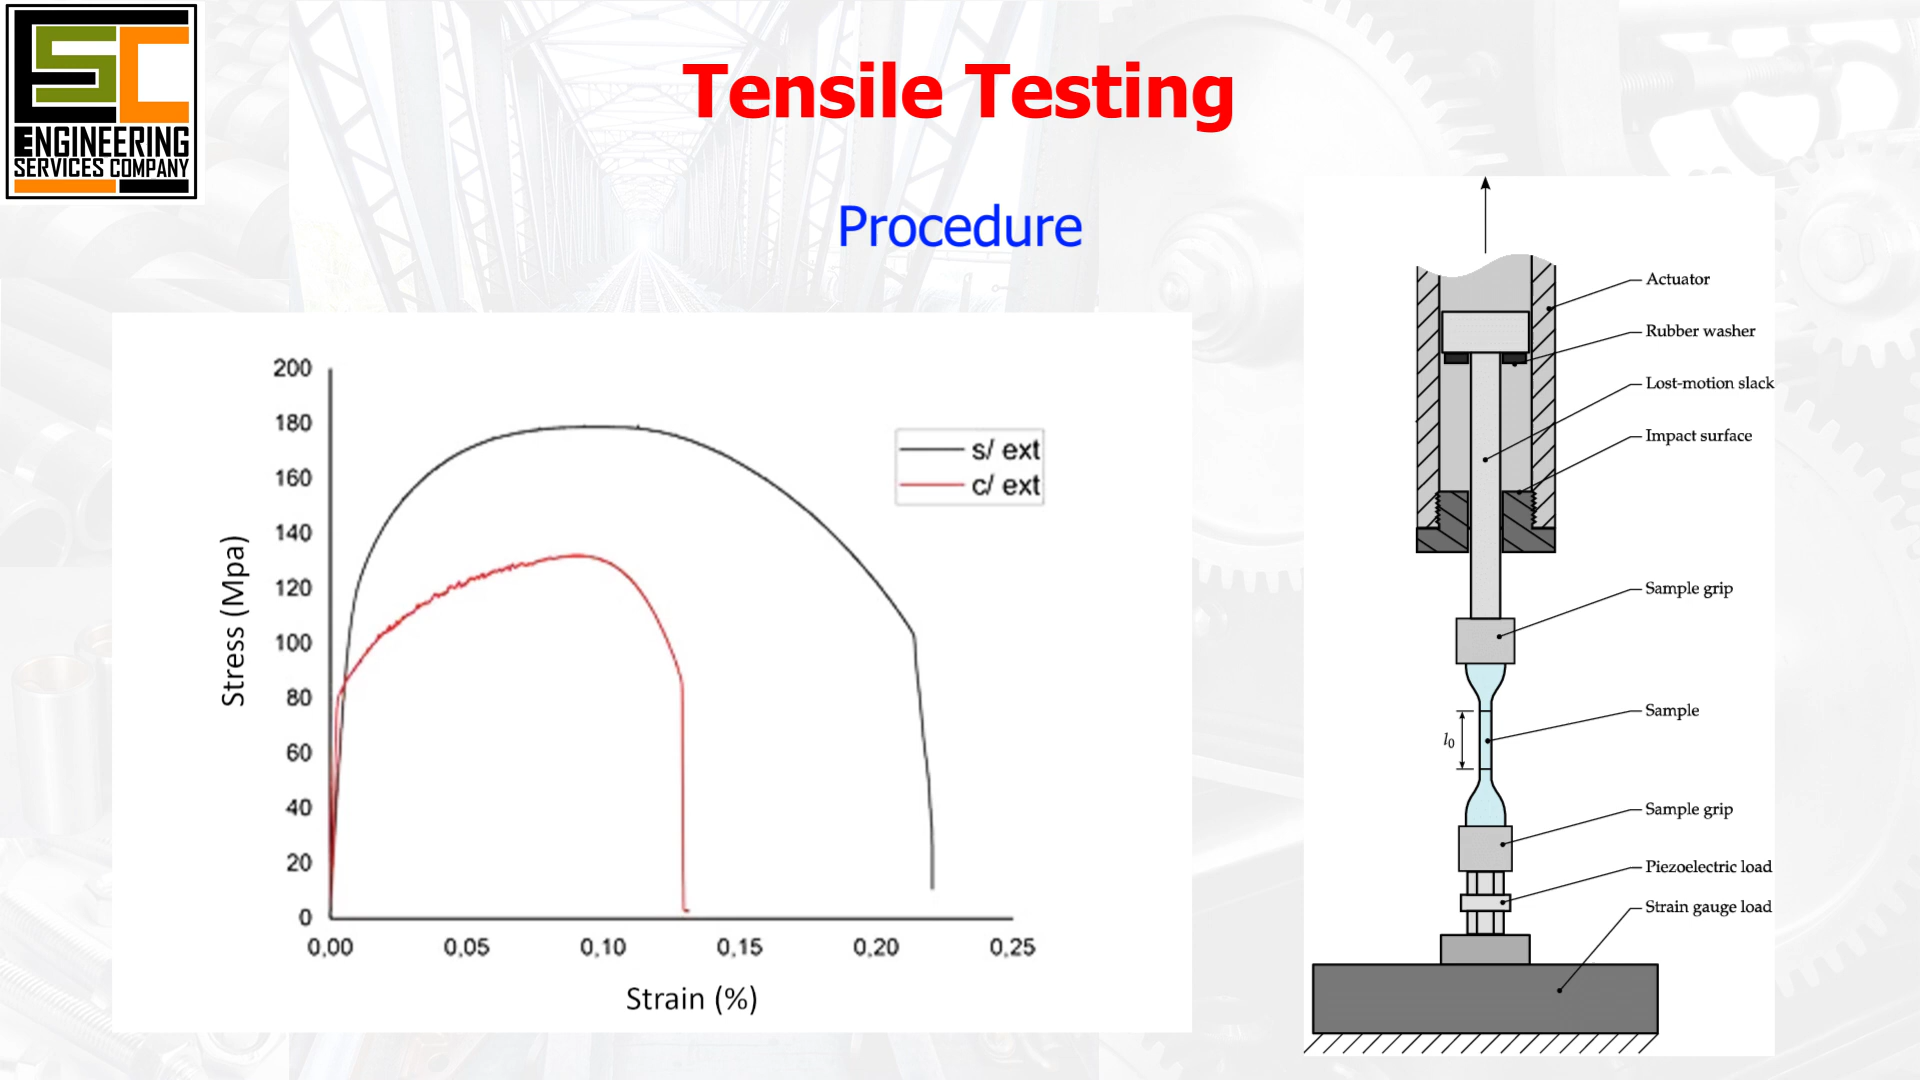 SC
ENGINEERING
SERVICES COMPANY
Tensile Testing
Procedure
200
180
160
140
120
100
80
60
40
20
0
Stress (Mpa)
s/ ext
c/ ext
0,00 0,05 0,10 0,15 0,20 0,25
Strain (%)
Actuator
Rubber washer
Lost-motion slack
Impact surface
Sample grip
Sample
l0
Sample grip
Piezoelectric load
Strain gauge load